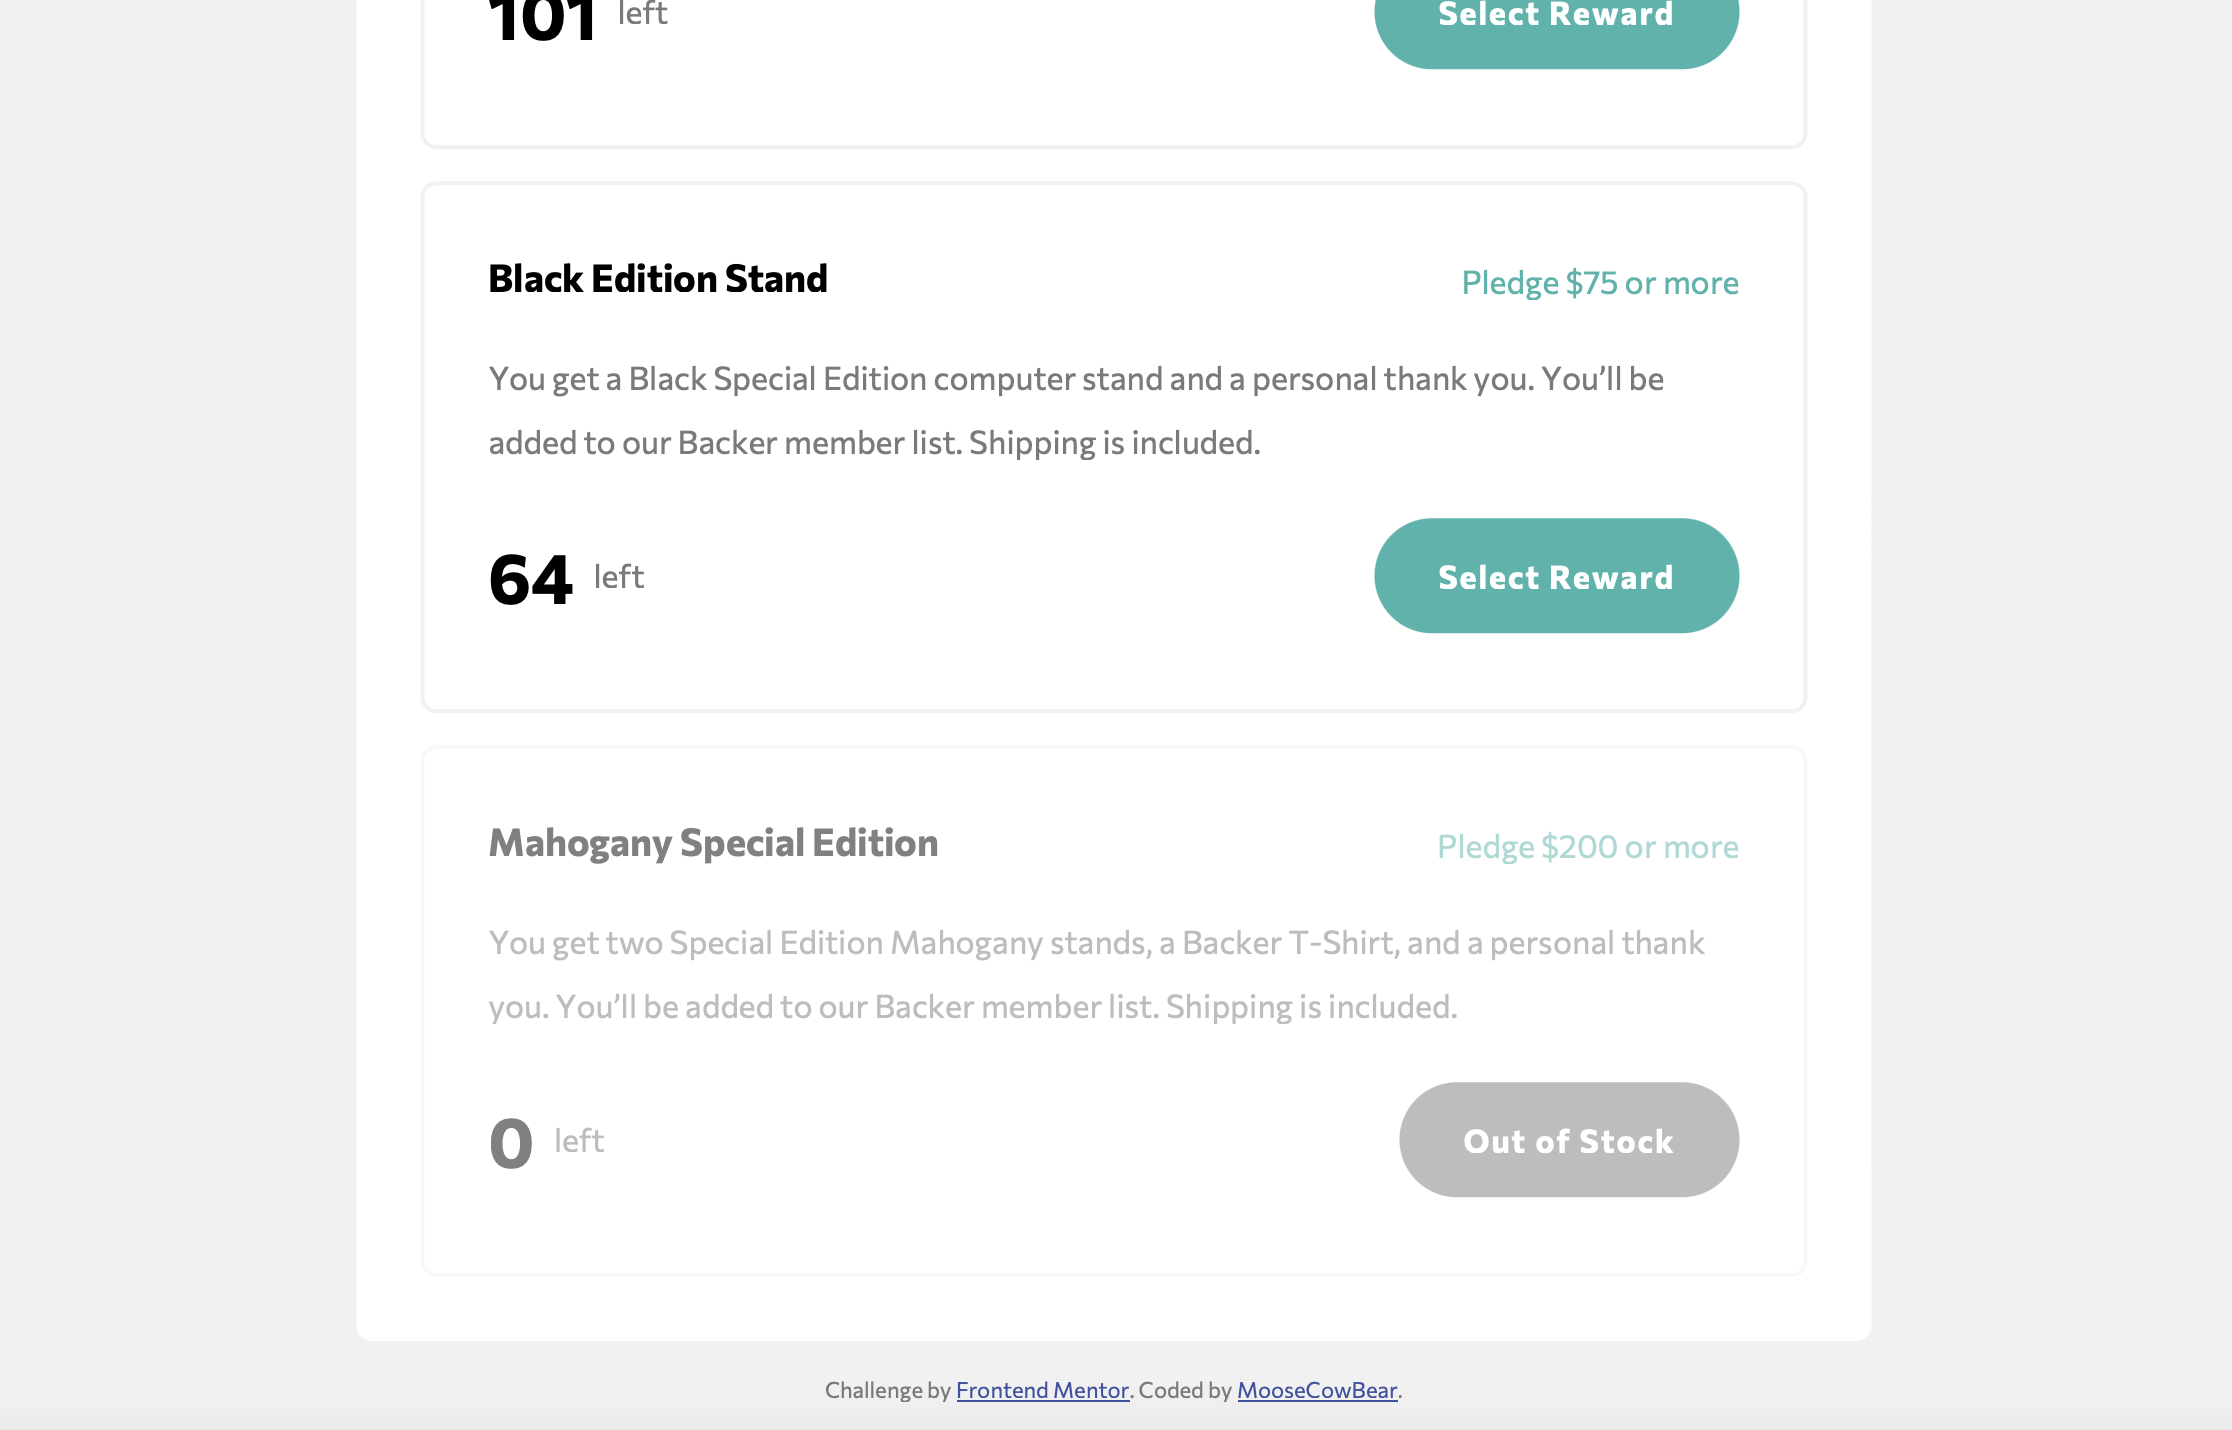 101 left
Select Reward
Black Edition Stand
Pledge $75 or more
You get a Black Special Edition computer stand and a personal thank you. You’ll be
added to our Backer member list. Shipping is included.
64 left
Select Reward
Mahogany Special Edition
Pledge $200 or more
You get two Special Edition Mahogany stands, a Backer T-Shirt, and a personal thank
you. You’ll be added to our Backer member list. Shipping is included.
0 left
Out of Stock
Challenge by Frontend Mentor. Coded by MooseCowBear.